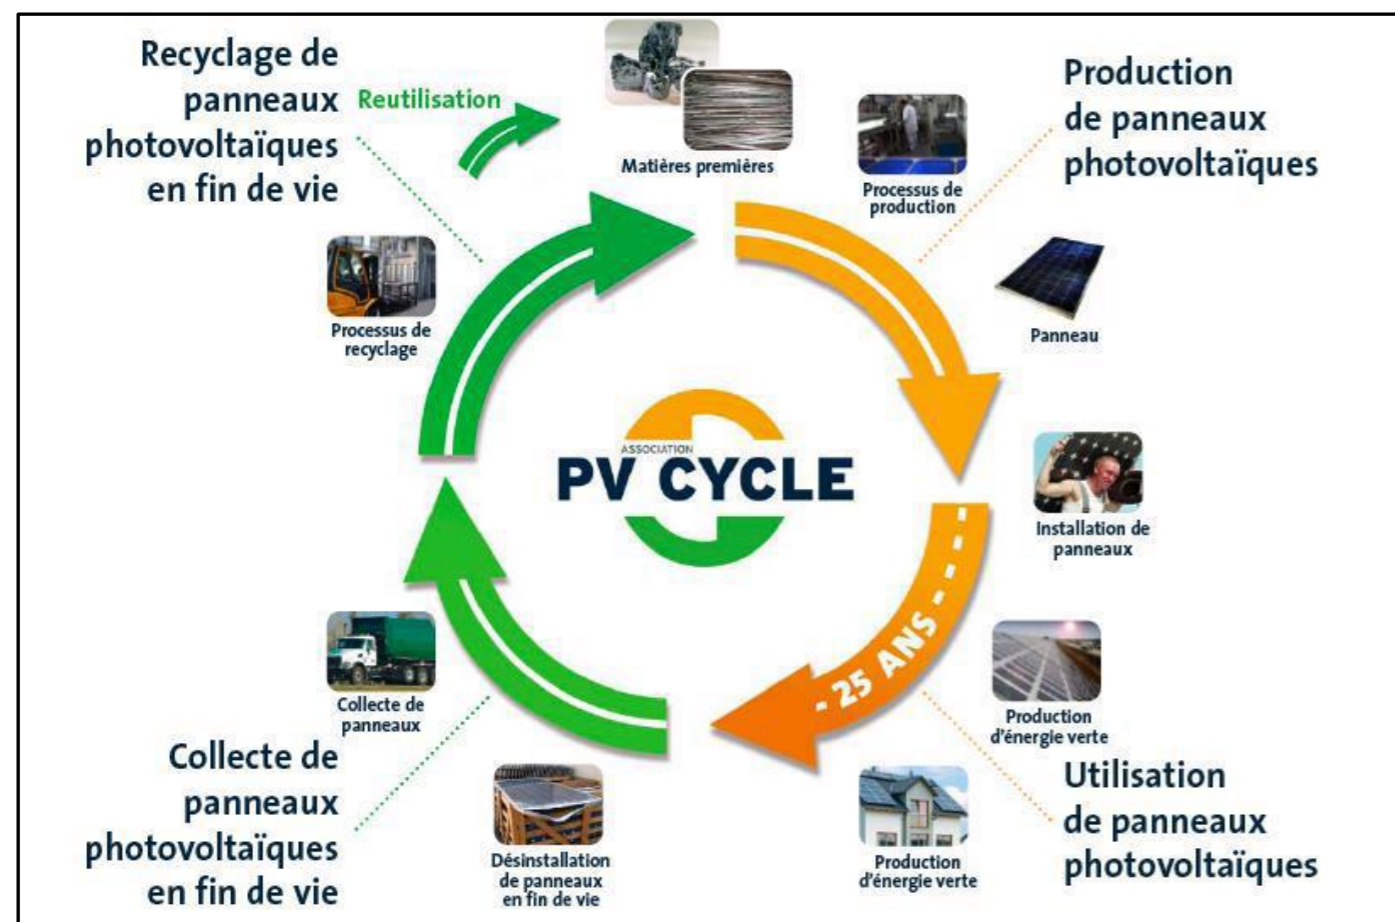 Recyclage de
panneaux
photovoltaïques
en fin de vie
Reutilisation
Matières premières
Processus de
production
Production
de panneaux
photovoltaïques
Panneau
Installation de
panneaux
Production
d'énergie verte
- 25 ANS -
Utilisation
de panneaux
photovoltaïques
Production
d'énergie verte
Désinstallation
de panneaux
en fin de vie
Collecte de
panneaux
Collecte de
panneaux
photovoltaïques
en fin de vie
Processus de
recyclage
ASSOCIATION
PV CYCLE